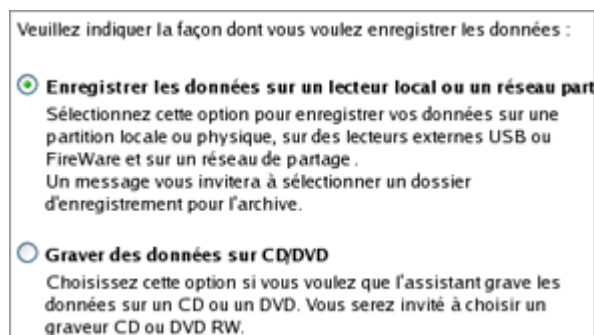 Veuillez indiquer la façon dont vous voulez enregistrer les données :
Enregistrer les données sur un lecteur local ou un réseau part
Sélectionnez cette option pour enregistrer vos données sur une
partition locale ou physique, sur des lecteurs externes USB ou
FireWare et sur un réseau de partage .
Un message vous invitera à sélectionner un dossier
d'enregistrement pour l'archive.
Graver des données sur CD/DVD
Choisissez cette option si vous voulez que l'assistant grave les
données sur un CD ou un DVD. Vous serez invité à choisir un
graveur CD ou DVD RW.